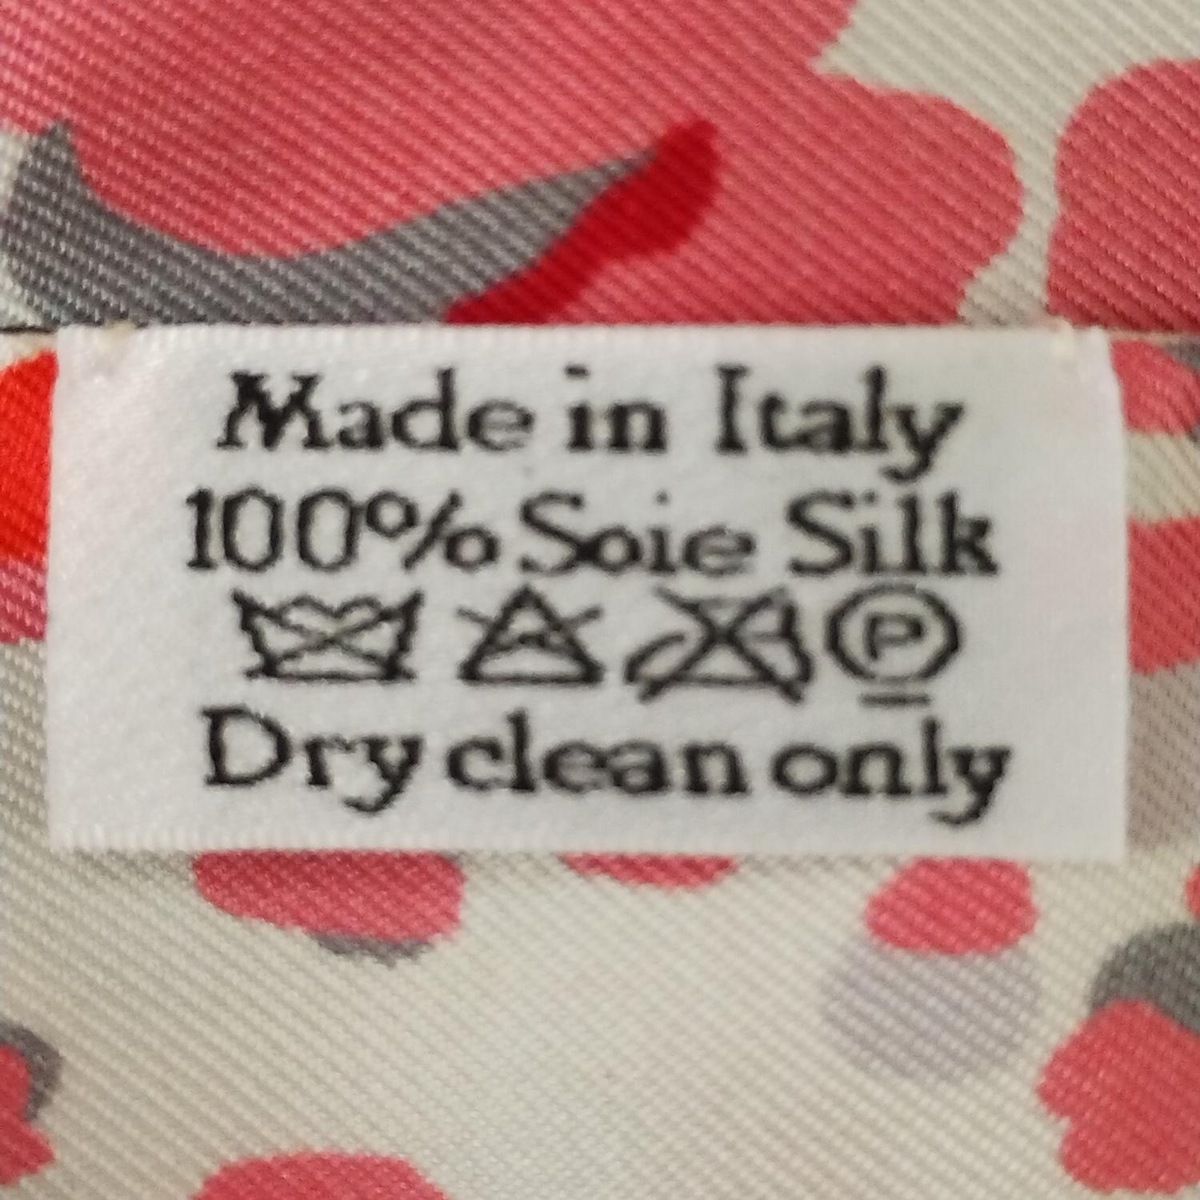 Made in Italy
100% Soie Silk
P
Dry clean only